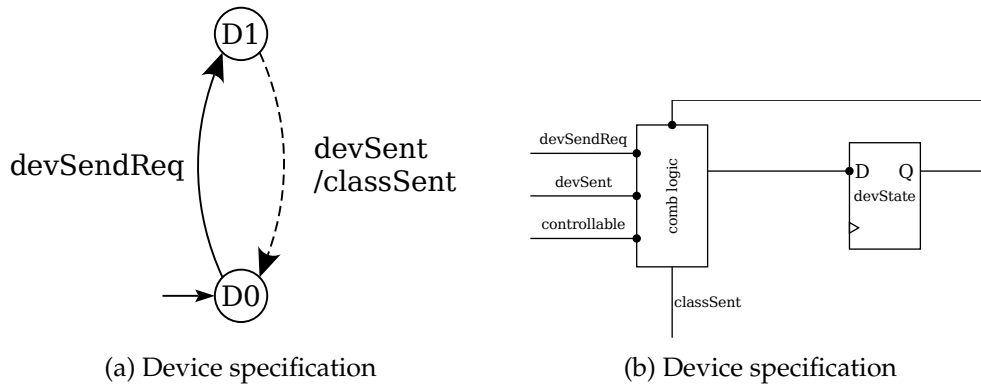 D1
devSendReq
devSent
/classSent
D0
(a) Device specification
devSendReq
devSent
controllable
comb logic
D Q
devState
classSent
(b) Device specification